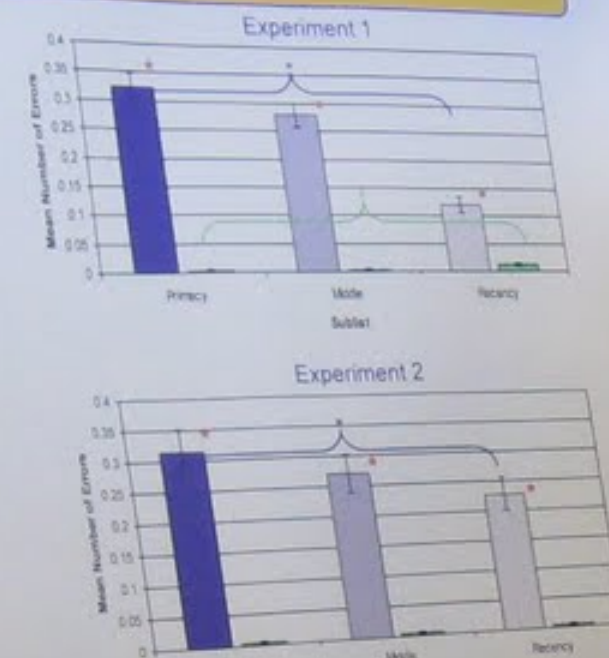 Experiment 1
Mean Number of Errors
0.4
0.35
0.3
0.25
0.2
0.15
0.1
0.05
0
Primacy
Middle
Recency
Sublist
Experiment 2
Mean Number of Errors
0.4
0.35
0.3
0.25
0.2
0.15
0.1
0.05
0
Middle
Recency